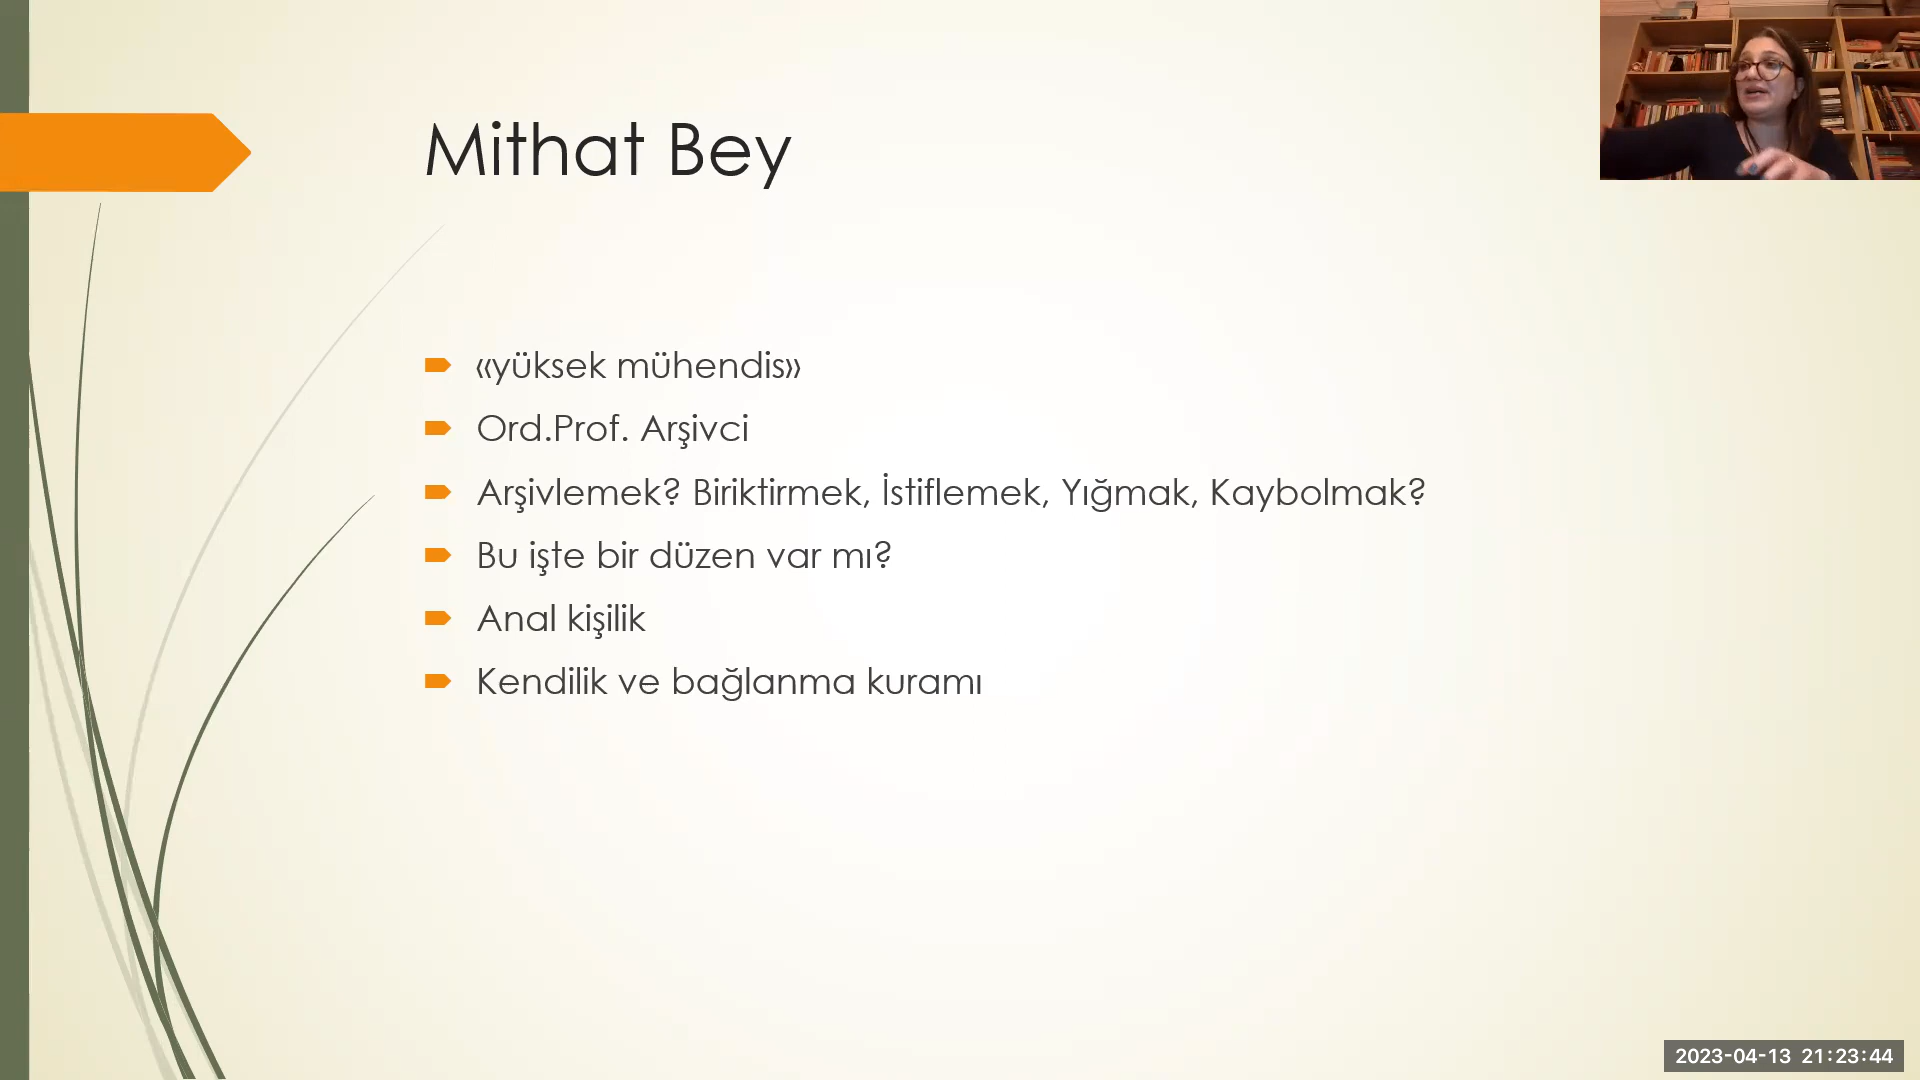 Mithat Bey
«yüksek mühendis»
Ord.Prof. Arşivci
Arşivlemek? Biriktirmek, İstiflemek, Yığmak, Kaybolmak?
Bu işte bir düzen var mı?
Anal kişilik
Kendilik ve bağlanma kuramı
2023-04-13 21:23:44